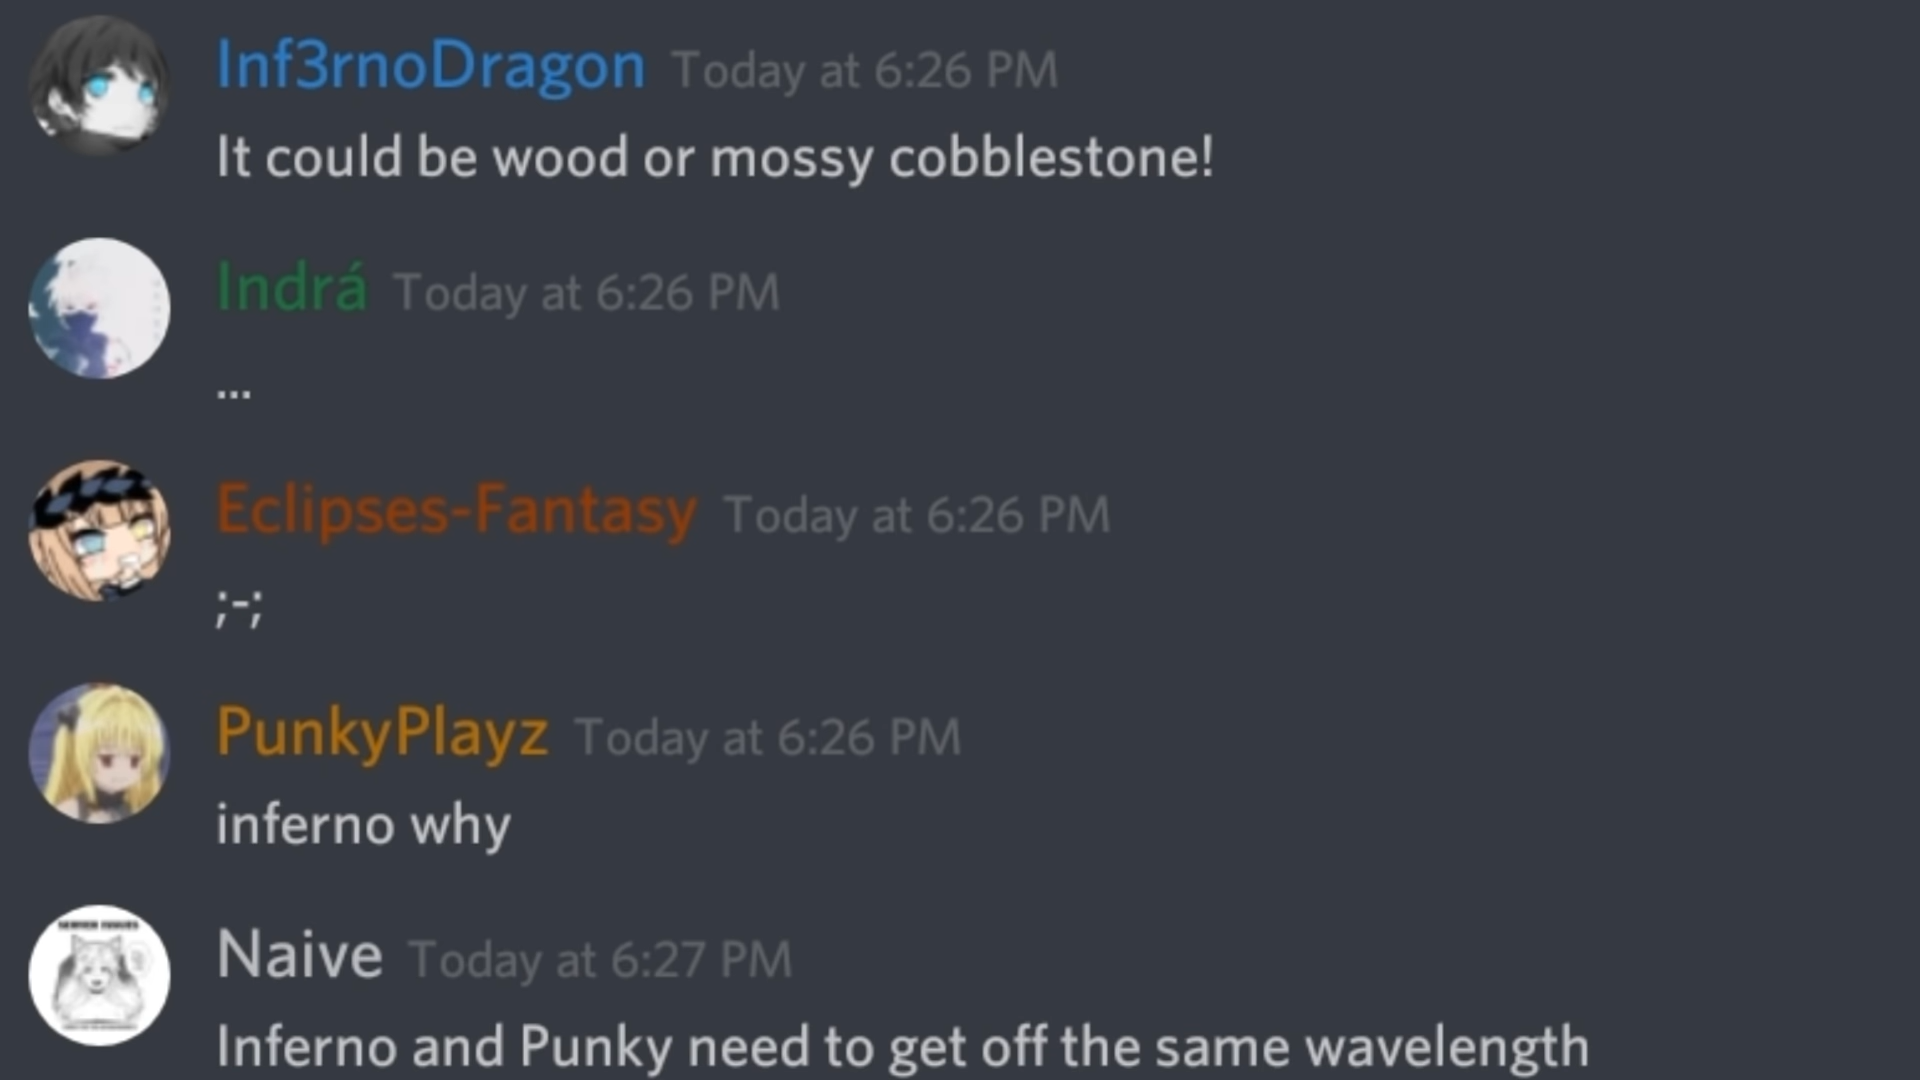 Inf3rnoDragon Today at 6:26 PM
It could be wood or mossy cobblestone!
Indrá Today at 6:26 PM
...
Eclipses-Fantasy Today at 6:26 PM
;-;
PunkyPlayz Today at 6:26 PM
inferno why
Naive Today at 6:27 PM
Inferno and Punky need to get off the same wavelength